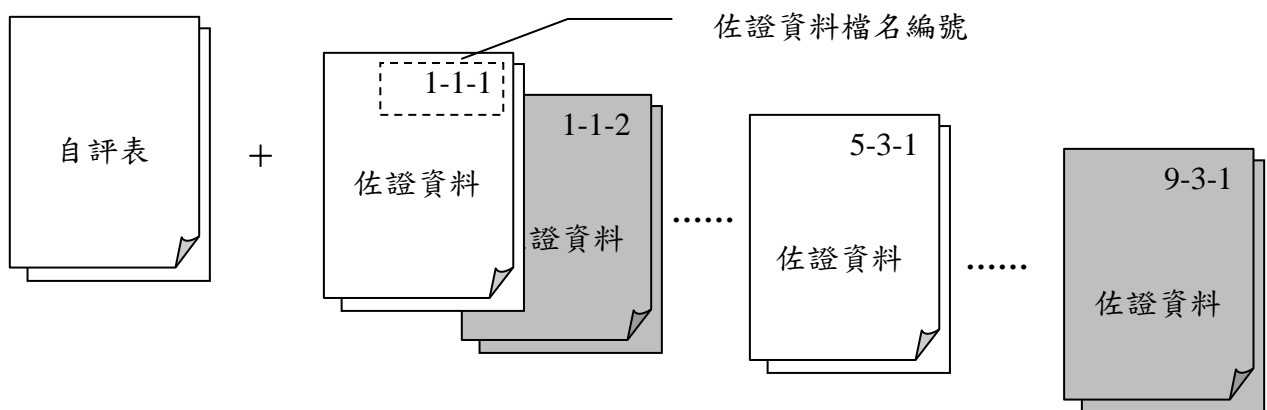 佐證資料檔名編號
自評表
+
1-1-1
佐證資料
1-1-2
證資料
......
5-3-1
佐證資料
......
9-3-1
佐證資料